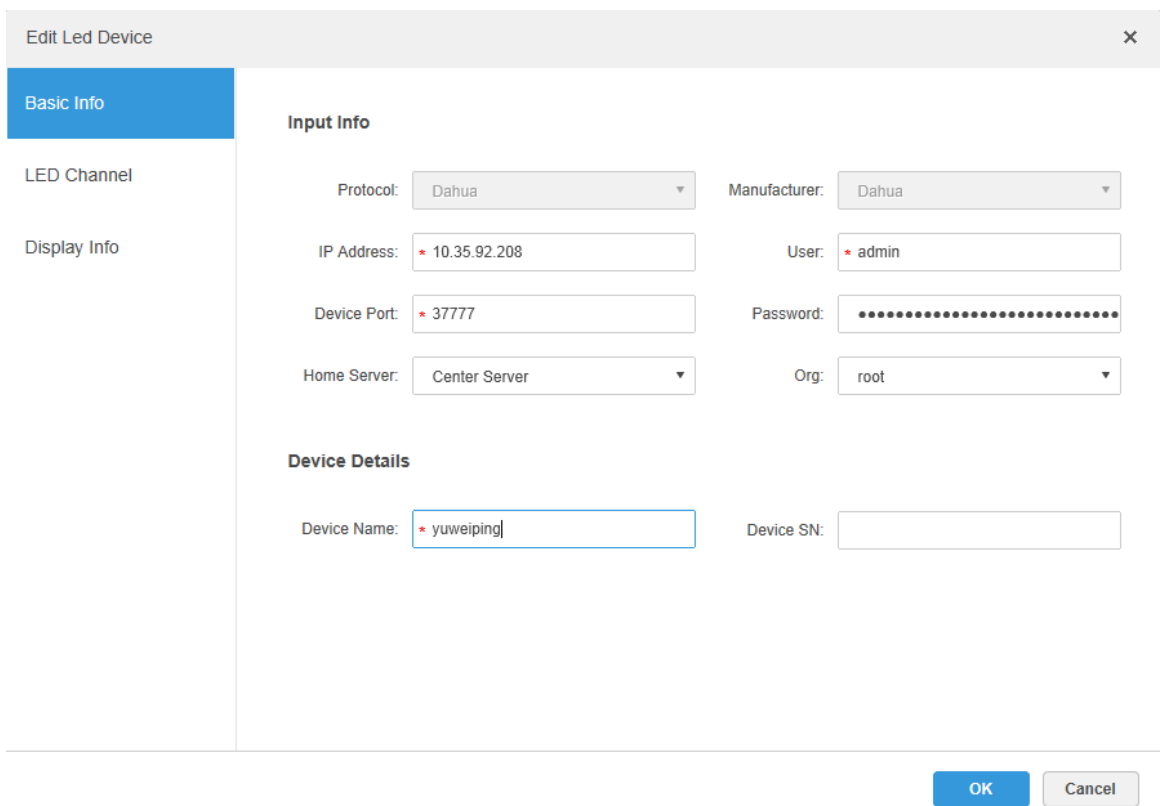 Edit Led Device ×
Basic Info
LED Channel
Display Info
Input Info
Protocol: Dahua Manufacturer: Dahua
IP Address: * 10.35.92.208 User: * admin
Device Port: * 37777 Password: ••••••••••••••••••••••••••••
Home Server: Center Server Org: root
Device Details
Device Name: * yuweiping Device SN:
OK Cancel